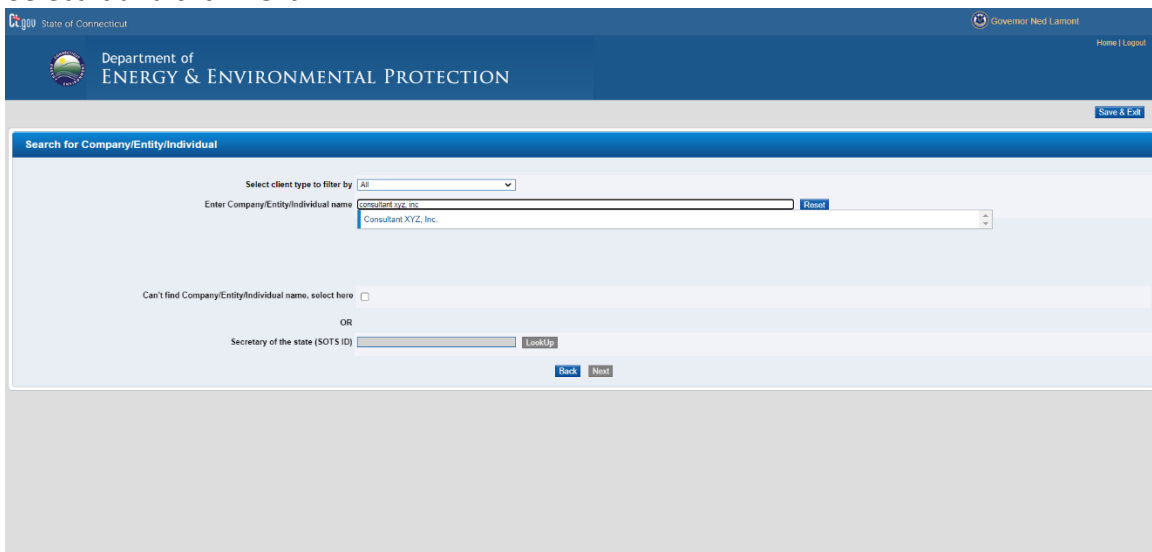 Ct.gov State of Connecticut
Governor Ned Lamont
Home | Logout
Department of
ENERGY & ENVIRONMENTAL PROTECTION
Save & Exit
Search for Company/Entity/Individual
Select client type to filter by All
Enter Company/Entity/Individual name consultant xyz, inc Reset
Consultant XYZ, Inc.
Can't find Company/Entity/Individual name, select here
OR
Secretary of the state (SOTS ID) LookUp
Back Next